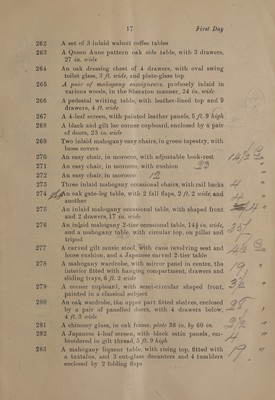 17 First Day
262 A set of 3 inlaid walnut coffee tables
263 A Queen Anne pattern oak side table, with 3 drawers,
27 in. wide
264 An oak dressing chest of 4 drawers, with oval swing
toilet glass, 3 ft. wide, and plate-glass top
265 A pair of mahogany encoignures, profusely inlaid in
various woods, in the Sheraton manner, 24 in. wide
266 A pedestal writing table, with leather-lined top and 9
drawers, 4 ft. wide
267 A 4-leaf screen, with painted leather panels, 5 ft. 9 high
268 A black and gilt lac corner cupboard, enclosed by a pair
of doors, 23 in. wide
269 Two inlaid mahogany easy chairs, in green tapestry, with
loose covers
270 An easy chair, in morocco, with adjustable book-rest
271 An easy chair, in morocco, with cushion
272 An easy chair, in morocco 12
273 Three inlaid mahogany occasional chairs, with rail backs 4
274 An oak gate-leg table, with 2 fall flaps, 2 ft. 2 wide, and
another
275 An inlaid mahogany occasional table, with shaped front
and 2 drawers, 17 in. wide
276 An inlaid mahogany 2-tier occasional table, 14½ in. wide,
and a mahogany table, with circular top, on pillar and
tripod
277 A carved gilt music stool, with cane revolving seat and
loose cushion, and a Japanese carved 2-tier table
278 A mahogany wardrobe, with mirror panel in centre, the
interior fitted with hanging compartment, drawers and
sliding trays, 6 ft. 2 wide
279 A corner cupboard, with semi-circular shaped front,
painted in a classical subject
280 An oak wardrobe, the upper part fitted shelves, enclosed
by a pair of panelled doors, with 4 drawers below,
4 ft. 3 wide
281 A chimney glass, in oak frame, plate 38 in. by 60 in.
282 A Japanese 4-leaf screen, with black satin panels, em-
broidered in gilt thread, 5 ft. 9 high
283 A mahogany liqueur table, with rising top, fitted with
a tantalus, and 3 cut-glass decanters and 4 tumblers
enclosed by 2 folding flaps